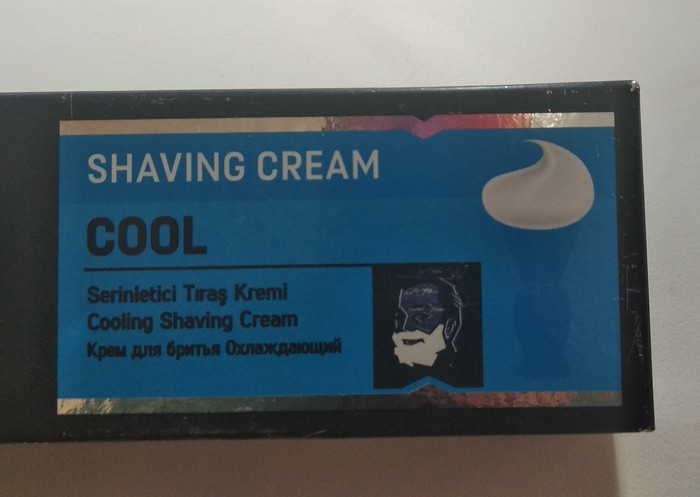 SHAVING CREAM
COOL
Serinletici Tıraş Kremi
Cooling Shaving Cream
Крем для бритья Охлаждающий